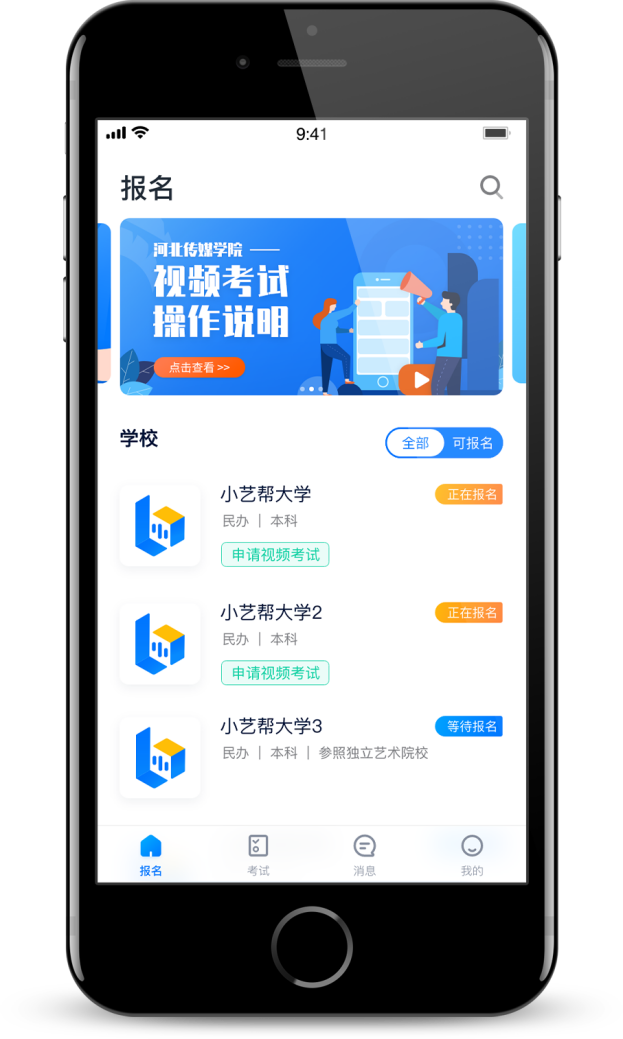 9:41
报名
河北传媒学院
视频考试
操作说明
点击查看 >>
学校
全部 可报名
小艺帮大学 正在报名
民办 | 本科
申请视频考试
小艺帮大学2 正在报名
民办 | 本科
申请视频考试
小艺帮大学3 等待报名
民办 | 本科 | 参照独立艺术院校
报名 考试 消息 我的